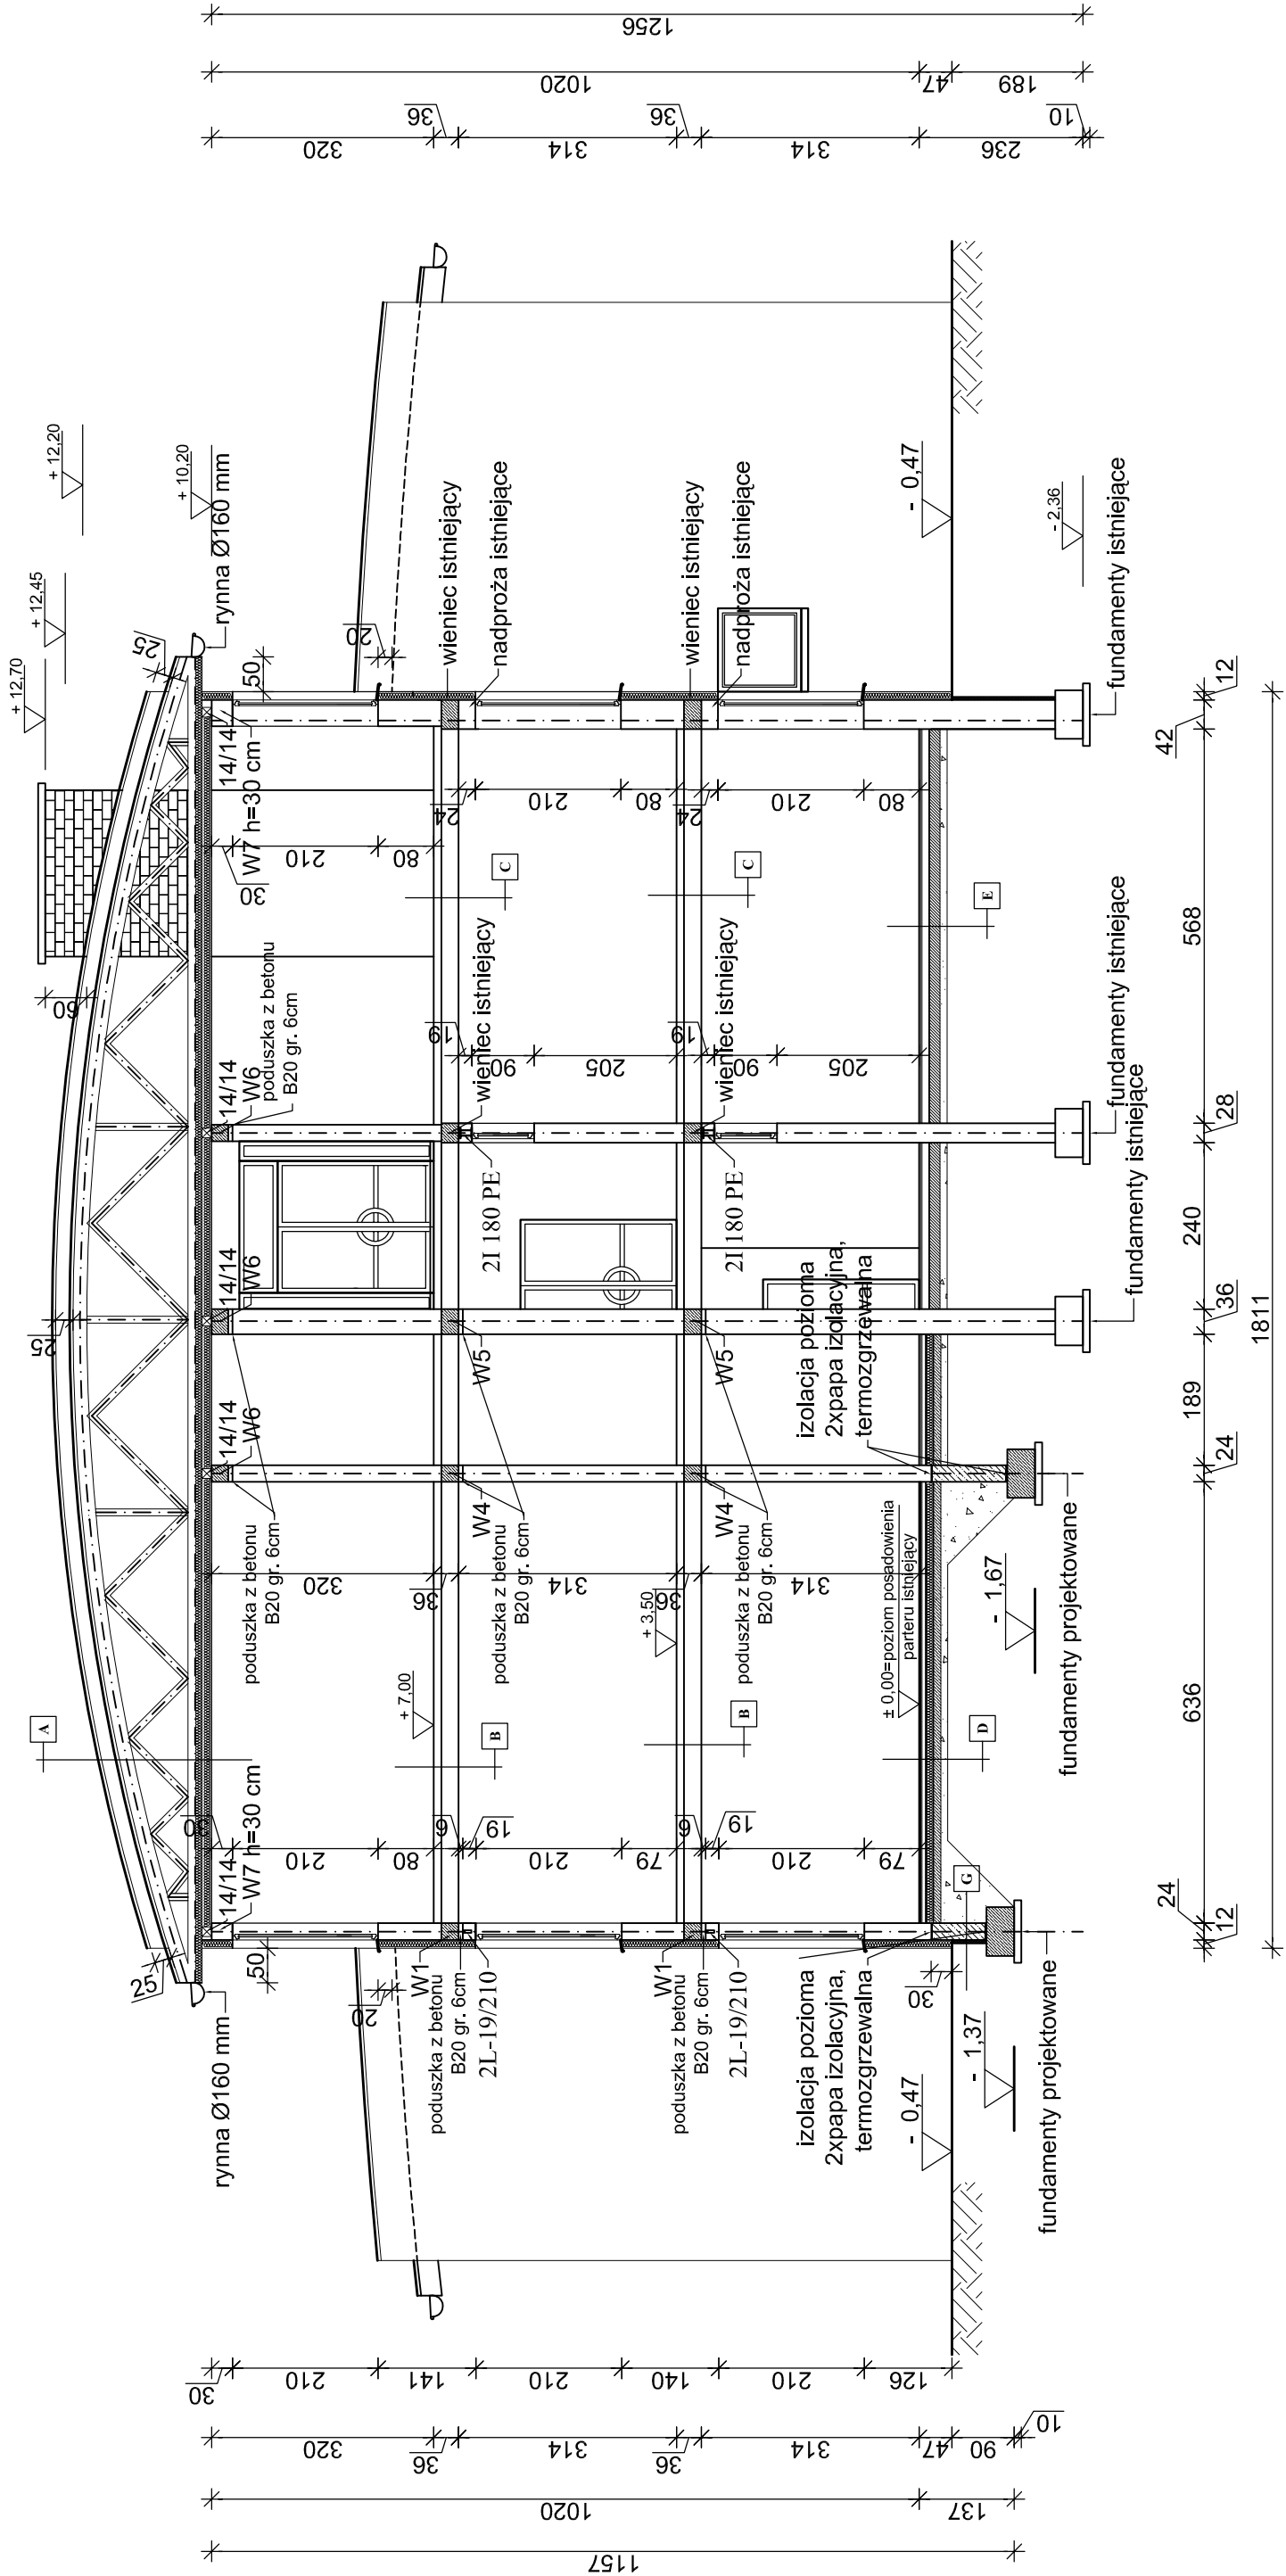 + 12,70
+ 12,45
+ 12,20
+ 10,20
rynna Ø160 mm
rynna Ø160 mm
A
60
25
25
25
50
50
14/14
W7 h=30 cm
14/14
W6
14/14
W6
14/14
W6
14/14
W7 h=30 cm
poduszka z betonu
B20 gr. 6cm
poduszka z betonu
B20 gr. 6cm
30
210
80
30
210
80
320
20
20
+ 7,00
B
C
W1
poduszka z betonu
B20 gr. 6cm
2L-19/210
W4
poduszka z betonu
B20 gr. 6cm
W5
2I 180 PE
wieniec istniejący
wieniec istniejący
nadproża istniejące
6
19
210
79
36
314
19
90
205
24
210
80
+ 3,50
B
C
W1
poduszka z betonu
B20 gr. 6cm
2L-19/210
W4
poduszka z betonu
B20 gr. 6cm
W5
2I 180 PE
wieniec istniejący
wieniec istniejący
nadproża istniejące
6
19
210
79
36
314
19
90
205
24
210
80
± 0,00=poziom posadowienia
parteru istniejący
izolacja pozioma
2xpapa izolacyjna,
termozgrzewalna
izolacja pozioma
2xpapa izolacyjna,
termozgrzewalna
30
G
D
E
- 0,47
- 0,47
- 1,37
- 1,67
- 2,36
fundamenty projektowane
fundamenty projektowane
fundamenty istniejące
fundamenty istniejące
fundamenty istniejące
30
210
141
210
140
210
126
320
36
314
36
314
47
90
10
1020
137
1157
320
36
314
36
314
236
10
1020
47
189
1256
12
24
636
24
189
36
240
28
568
42
12
1811